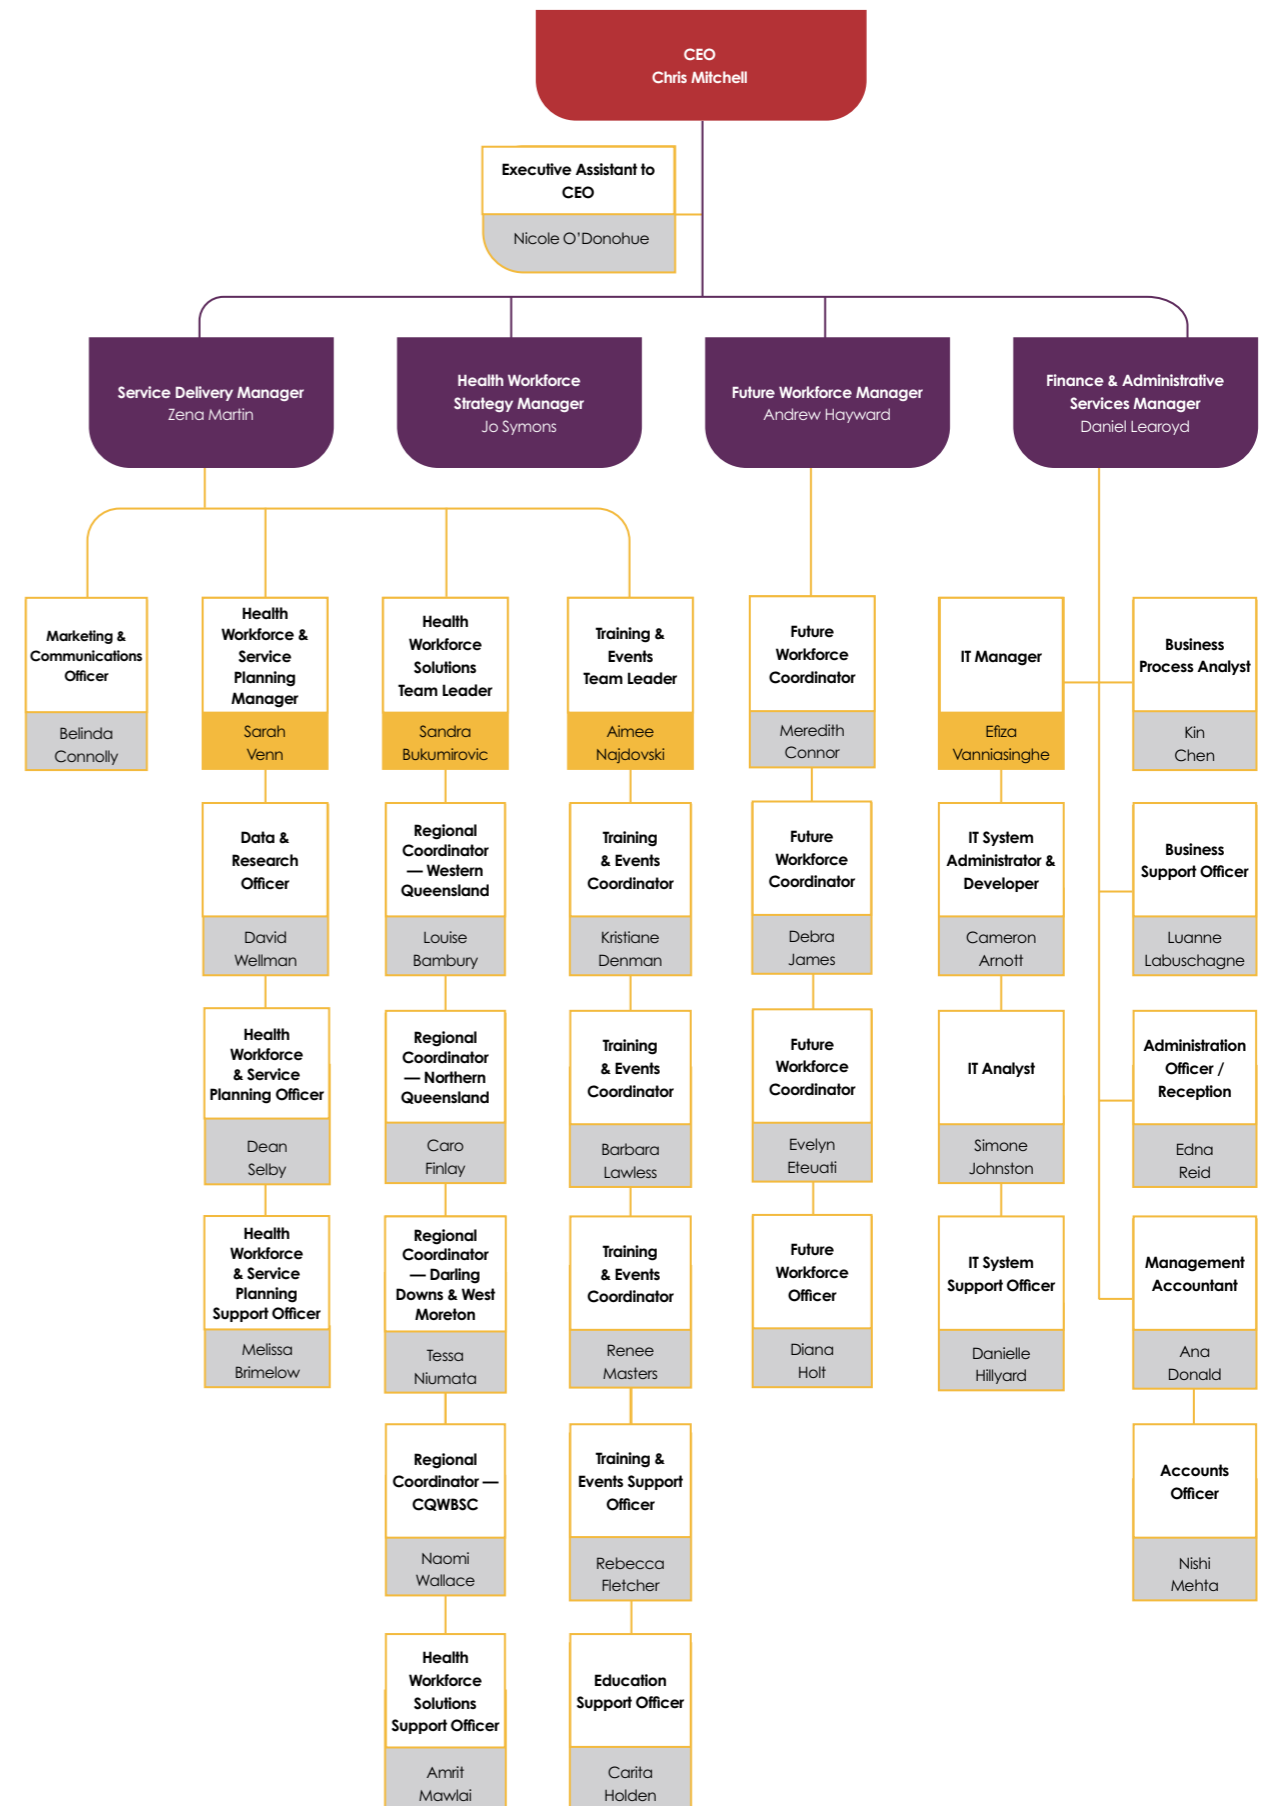 CEO
Chris Mitchell
Executive Assistant to
CEO
Nicole O’Donohue
Service Delivery Manager
Zena Martin
Health Workforce
Strategy Manager
Jo Symons
Future Workforce Manager
Andrew Hayward
Finance & Administrative
Services Manager
Daniel Learoyd
Marketing &
Communications
Officer
Belinda
Connolly
Health
Workforce &
Service
Planning
Manager
Sarah
Venn
Data &
Research
Officer
David
Wellman
Health
Workforce
& Service
Planning Officer
Dean
Selby
Health
Workforce
& Service
Planning
Support Officer
Melissa
Brimelow
Health
Workforce
Solutions
Team Leader
Sandra
Bukumirovic
Regional
Coordinator
— Western
Queensland
Louise
Bambury
Regional
Coordinator
— Northern
Queensland
Caro
Finlay
Regional
Coordinator
— Darling
Downs & West
Moreton
Tessa
Niumata
Regional
Coordinator —
CQWBSC
Naomi
Wallace
Health
Workforce
Solutions
Support Officer
Amrit
Mawlai
Training &
Events
Team Leader
Aimee
Najdovski
Training
& Events
Coordinator
Kristiane
Denman
Training
& Events
Coordinator
Barbara
Lawless
Training
& Events
Coordinator
Renee
Masters
Training &
Events Support
Officer
Rebecca
Fletcher
Education
Support Officer
Carita
Holden
Future
Workforce
Coordinator
Meredith
Connor
Future
Workforce
Coordinator
Debra
James
Future
Workforce
Coordinator
Evelyn
Eteuati
Future
Workforce
Officer
Diana
Holt
IT Manager
Efiza
Vanniasinghe
IT System
Administrator &
Developer
Cameron
Arnott
IT Analyst
Simone
Johnston
IT System
Support Officer
Danielle
Hillyard
Business
Process Analyst
Kin
Chen
Business
Support Officer
Luanne
Labuschagne
Administration
Officer /
Reception
Edna
Reid
Management
Accountant
Ana
Donald
Accounts
Officer
Nishi
Mehta